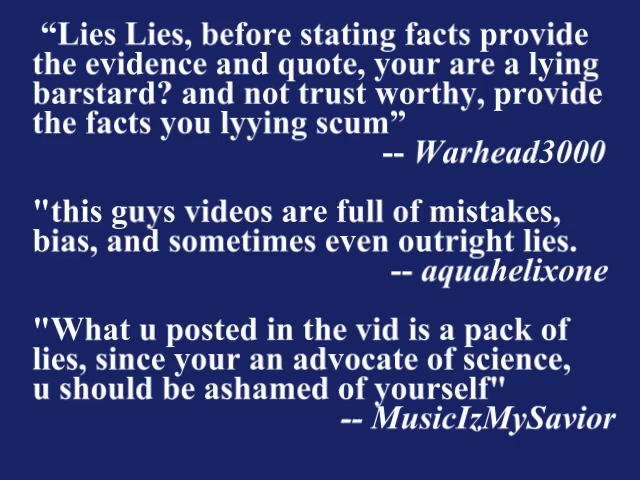 “Lies Lies, before stating facts provide
the evidence and quote, your are a lying
barstard? and not trust worthy, provide
the facts you lyying scum”
-- Warhead3000
"this guys videos are full of mistakes,
bias, and sometimes even outright lies.
-- aquahelixone
"What u posted in the vid is a pack of
lies, since your an advocate of science,
u should be ashamed of yourself"
-- MusicIzMySavior